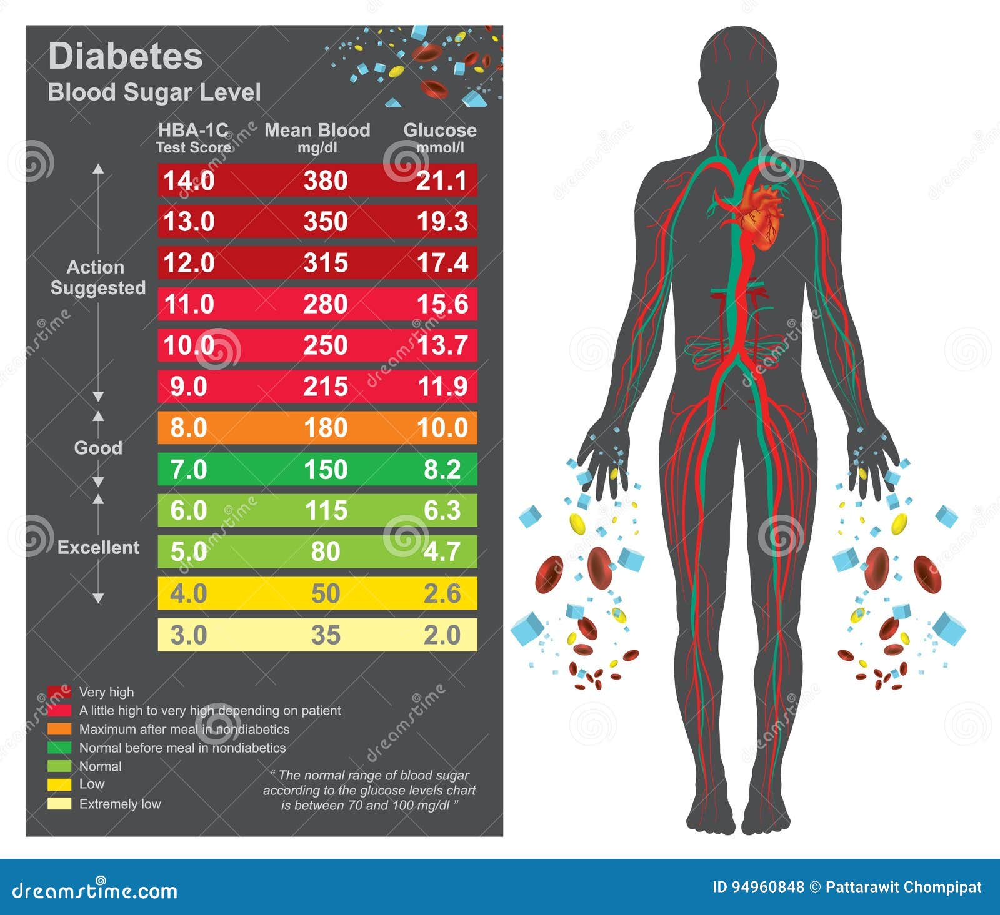 Diabetes
Blood Sugar Level
HBA-1C Mean Blood Glucose
Test Score mg/dl mmol/l
14.0 380 21.1
13.0 350 19.3
12.0 315 17.4
11.0 280 15.6
10.0 250 13.7
9.0 215 11.9
8.0 180 10.0
7.0 150 8.2
6.0 115 6.3
5.0 80 4.7
4.0 50 2.6
3.0 35 2.0
Action
Suggested
Good
Excellent
Very high
A little high to very high depending on patient
Maximum after meal in nondiabetics
Normal before meal in nondiabetics
Normal
Low
Extremely low
“ The normal range of blood sugar
according to the glucose levels chart
is between 70 and 100 mg/dl ”
dreamstime
dreamstime.com
ID 94960848 © Pattarawit Chompipat